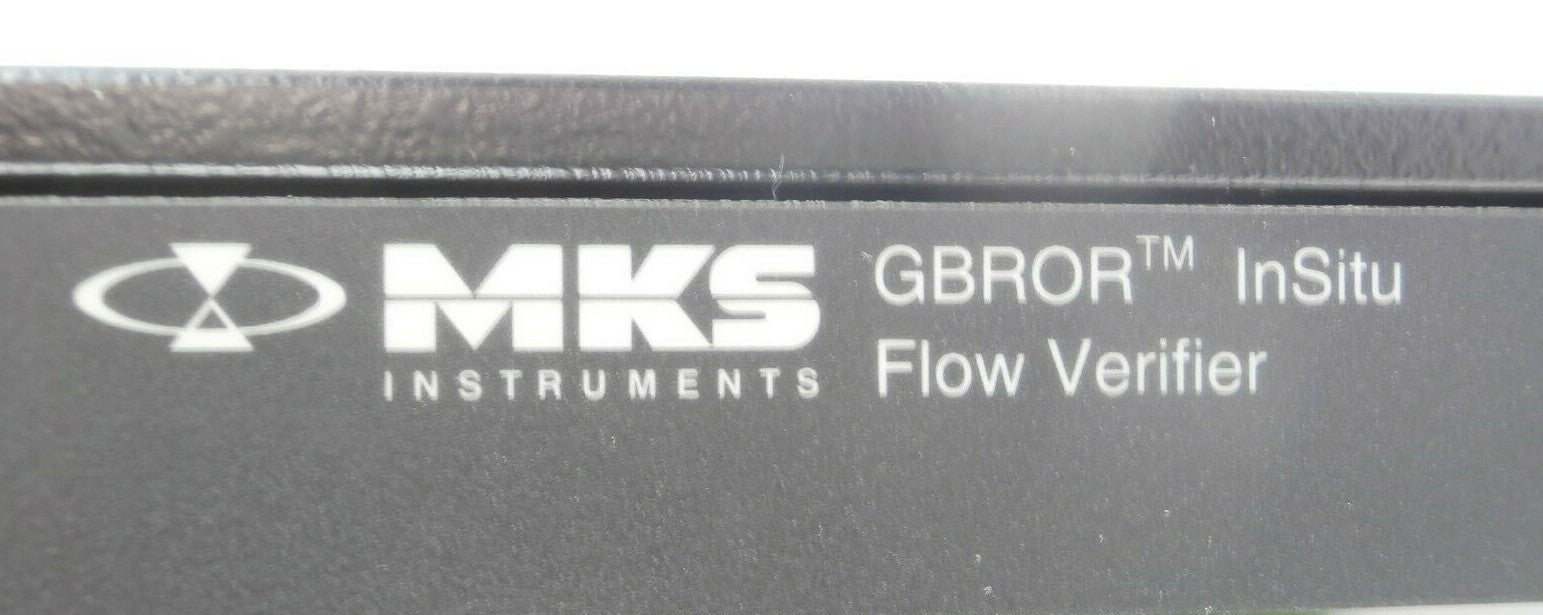 MKS
INSTRUMENTS
GBROR™ InSitu
Flow Verifier